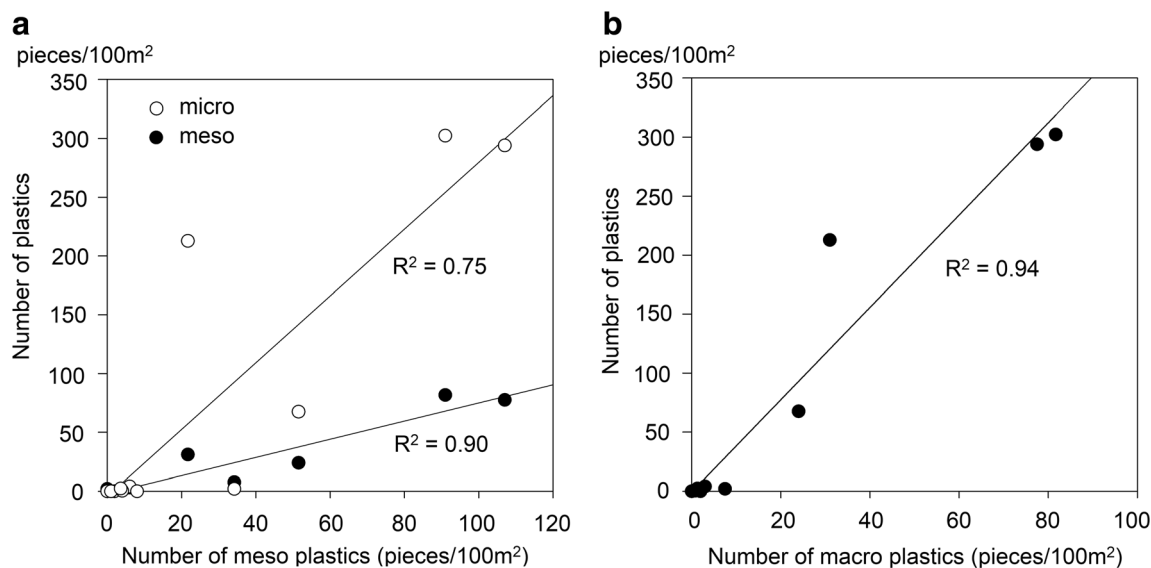 a
pieces/100m²
350
300
250
200
150
100
50
0
Number of plastics
micro
meso
R² = 0.75
R² = 0.90
0 20 40 60 80 100 120
Number of meso plastics (pieces/100m²)
b
pieces/100m²
350
300
250
200
150
100
50
0
Number of plastics
R² = 0.94
0 20 40 60 80 100
Number of macro plastics (pieces/100m²)